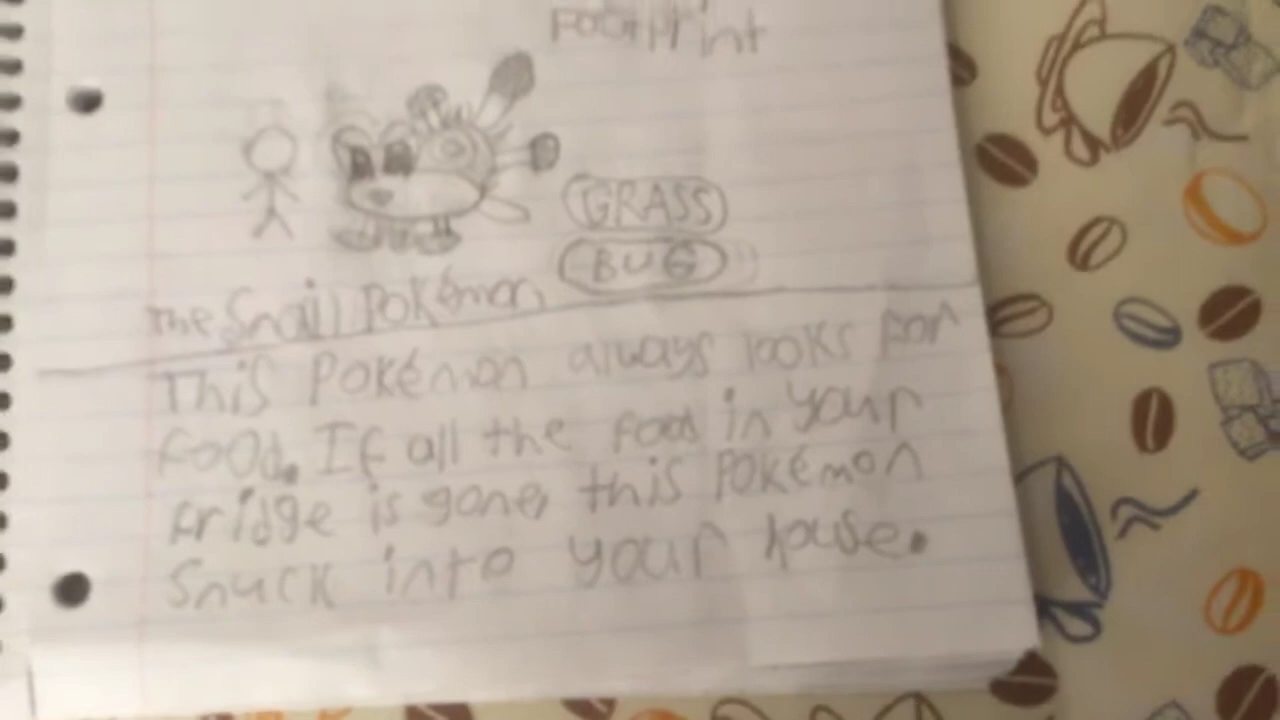 Footprint
GRASS
BUG
The Snail Pokémon
This Pokémon always looks for
food. If all the food in your
fridge is gone, this Pokémon
snuck into your house.